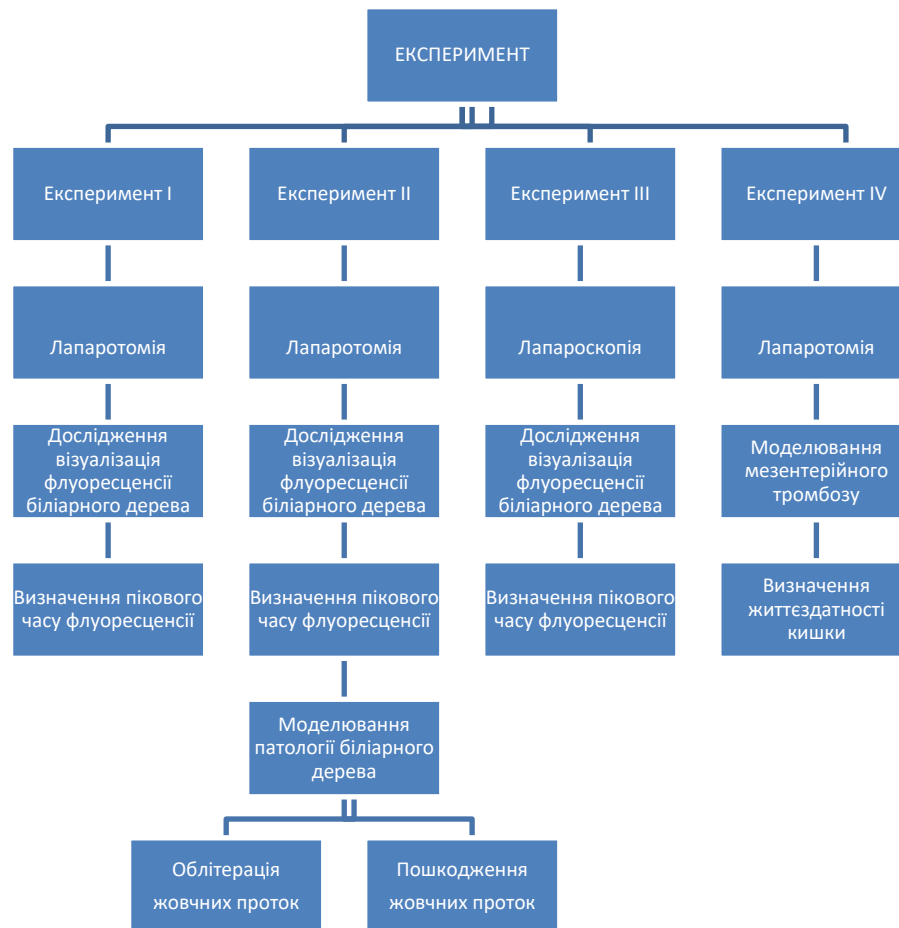 ЕКСПЕРИМЕНТ
Експеримент I
Експеримент II
Експеримент III
Експеримент IV
Лапаротомія
Лапаротомія
Лапароскопія
Лапаротомія
Дослідження
візуалізація
флуоресценсії
біліарного дерева
Дослідження
візуалізація
флуоресценсії
біліарного дерева
Дослідження
візуалізація
флуоресценсії
біліарного дерева
Моделювання
мезентерійного
тромбозу
Визначення пікового
часу флуоресценсії
Визначення пікового
часу флуоресценсії
Визначення пікового
часу флуоресценсії
Визначення
життєздатності
кишки
Моделювання
патології біліарного
дерева
Облітерація
жовчних проток
Пошкодження
жовчних проток